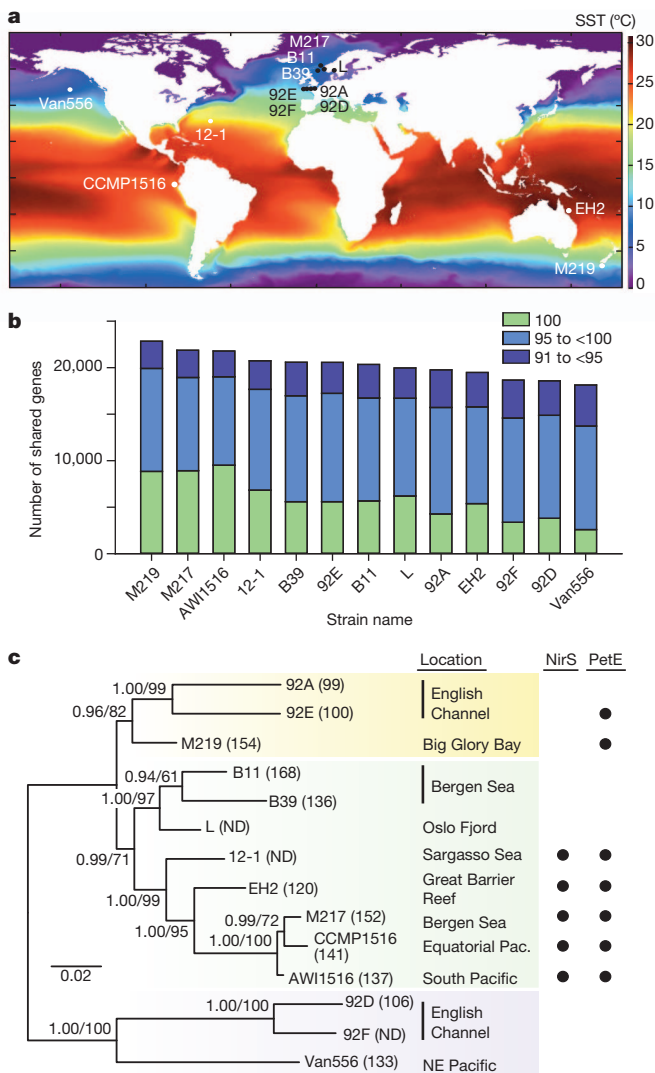 a
SST (ºC)
M217
B11
B39
L
Van556
92E
92A
92F
92D
12-1
CCMP1516
EH2
M219
30
25
20
15
10
5
0
b
100
95 to <100
91 to <95
Number of shared genes
20,000
10,000
0
M219
M217
AWI1516
12-1
B39
92E
B11
L
92A
EH2
92F
92D
Van556
Strain name
c
Location
NirS
PetE
1.00/99
92A (99)
English
Channel
0.96/82
92E (100)
M219 (154)
Big Glory Bay
0.94/61
B11 (168)
Bergen Sea
1.00/97
B39 (136)
L (ND)
Oslo Fjord
0.99/71
12-1 (ND)
Sargasso Sea
1.00/99
EH2 (120)
Great Barrier
Reef
1.00/95
0.99/72
M217 (152)
Bergen Sea
1.00/100
CCMP1516
(141)
Equatorial Pac.
0.02
AWI1516 (137)
South Pacific
1.00/100
92D (106)
English
Channel
1.00/100
92F (ND)
Van556 (133)
NE Pacific